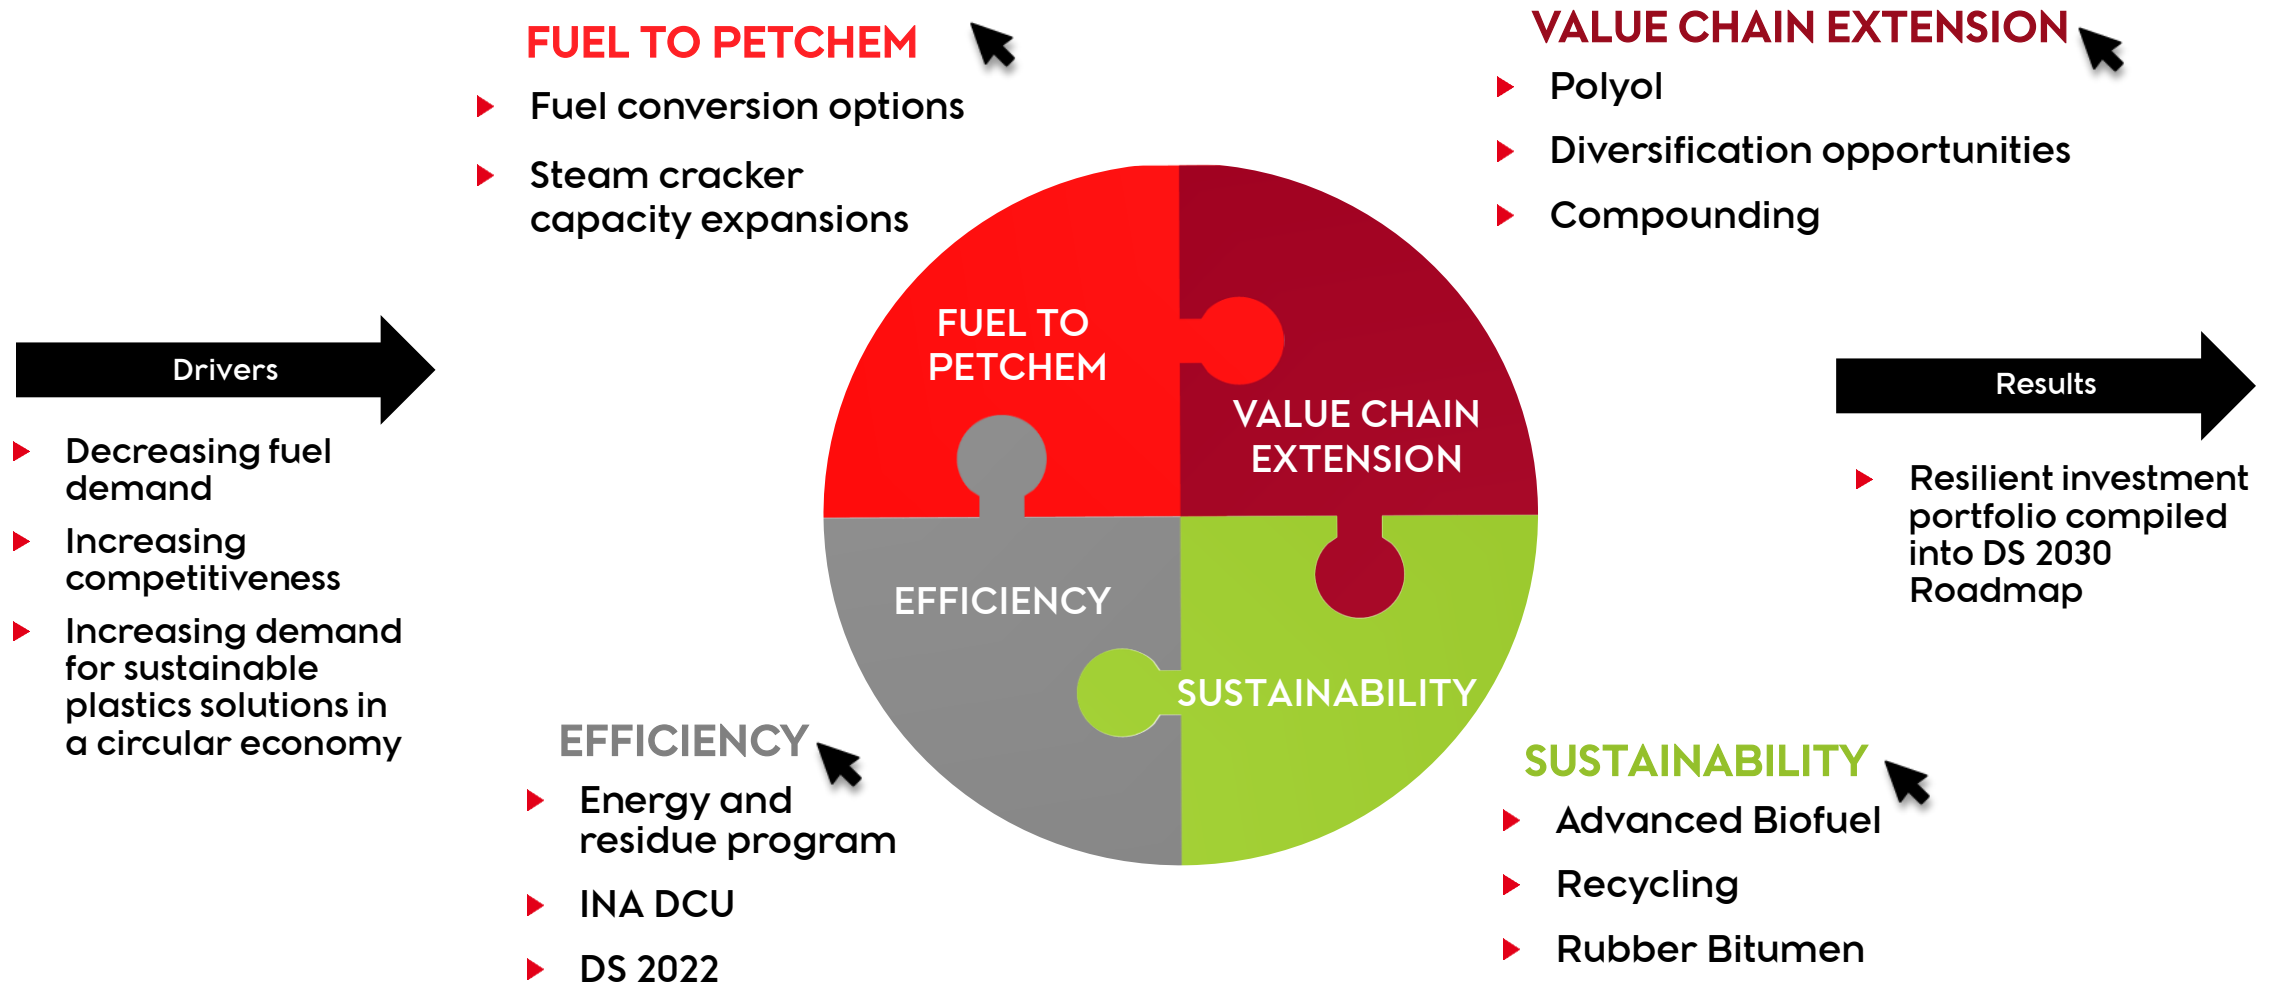 FUEL TO PETCHEM
Fuel conversion options
Steam cracker
capacity expansions
VALUE CHAIN EXTENSION
Polyol
Diversification opportunities
Compounding
Drivers
Decreasing fuel
demand
Increasing
competitiveness
Increasing demand
for sustainable
plastics solutions in
a circular economy
FUEL TO
PETCHEM
VALUE CHAIN
EXTENSION
EFFICIENCY
SUSTAINABILITY
Results
Resilient investment
portfolio compiled
into DS 2030
Roadmap
EFFICIENCY
Energy and
residue program
INA DCU
DS 2022
SUSTAINABILITY
Advanced Biofuel
Recycling
Rubber Bitumen